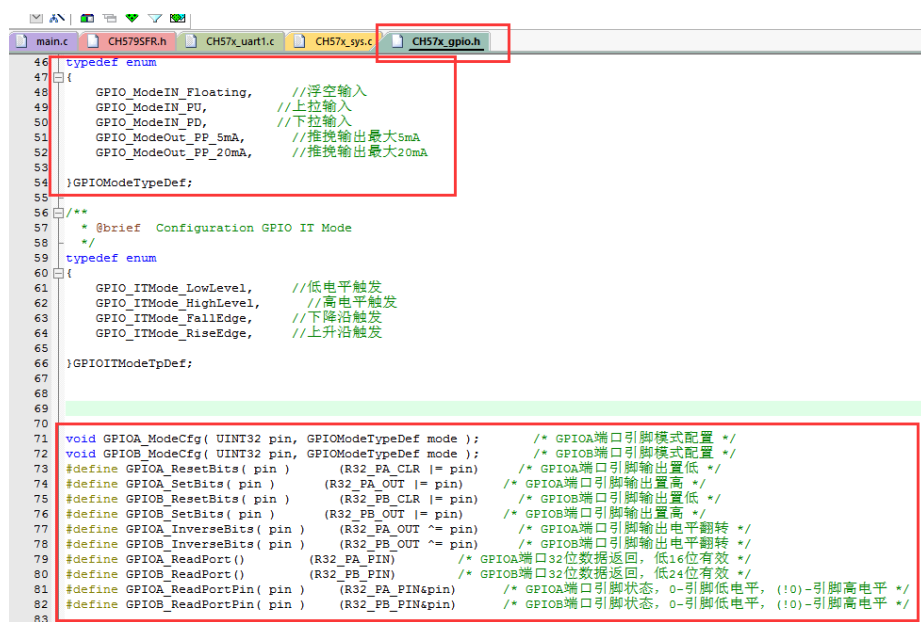 main.c CH579SFR.h CH57x_uart1.c CH57x_sys.c CH57x_gpio.h
46 typedef enum
47 {
48 GPIO_ModeIN_Floating, //浮空输入
49 GPIO_ModeIN_PU, //上拉输入
50 GPIO_ModeIN_PD, //下拉输入
51 GPIO_ModeOut_PP_5mA, //推挽输出最大5mA
52 GPIO_ModeOut_PP_20mA, //推挽输出最大20mA
53
54 }GPIOModeTypeDef;
55
56 /**
57 * @brief Configuration GPIO IT Mode
58 */
59 typedef enum
60 {
61 GPIO_ITMode_LowLevel, //低电平触发
62 GPIO_ITMode_HighLevel, //高电平触发
63 GPIO_ITMode_FallEdge, //下降沿触发
64 GPIO_ITMode_RiseEdge, //上升沿触发
65
66 }GPIOITModeTpDef;
67
68
69
70
71 void GPIOA_ModeCfg( UINT32 pin, GPIOModeTypeDef mode ); /* GPIOA端口引脚模式配置 */
72 void GPIOB_ModeCfg( UINT32 pin, GPIOModeTypeDef mode ); /* GPIOB端口引脚模式配置 */
73 #define GPIOA_ResetBits( pin ) (R32_PA_CLR |= pin) /* GPIOA端口引脚输出置低 */
74 #define GPIOA_SetBits( pin ) (R32_PA_OUT |= pin) /* GPIOA端口引脚输出置高 */
75 #define GPIOB_ResetBits( pin ) (R32_PB_CLR |= pin) /* GPIOB端口引脚输出置低 */
76 #define GPIOB_SetBits( pin ) (R32_PB_OUT |= pin) /* GPIOB端口引脚输出置高 */
77 #define GPIOA_InverseBits( pin ) (R32_PA_OUT ^= pin) /* GPIOA端口引脚输出电平翻转 */
78 #define GPIOB_InverseBits( pin ) (R32_PB_OUT ^= pin) /* GPIOB端口引脚输出电平翻转 */
79 #define GPIOA_ReadPort() (R32_PA_PIN) /* GPIOA端口32位数据返回，低16位有效 */
80 #define GPIOB_ReadPort() (R32_PB_PIN) /* GPIOB端口32位数据返回，低24位有效 */
81 #define GPIOA_ReadPortPin( pin ) (R32_PA_PIN&pin) /* GPIOA端口引脚状态，0-引脚低电平，(!0)-引脚高电平 */
82 #define GPIOB_ReadPortPin( pin ) (R32_PB_PIN&pin) /* GPIOB端口引脚状态，0-引脚低电平，(!0)-引脚高电平 */
83